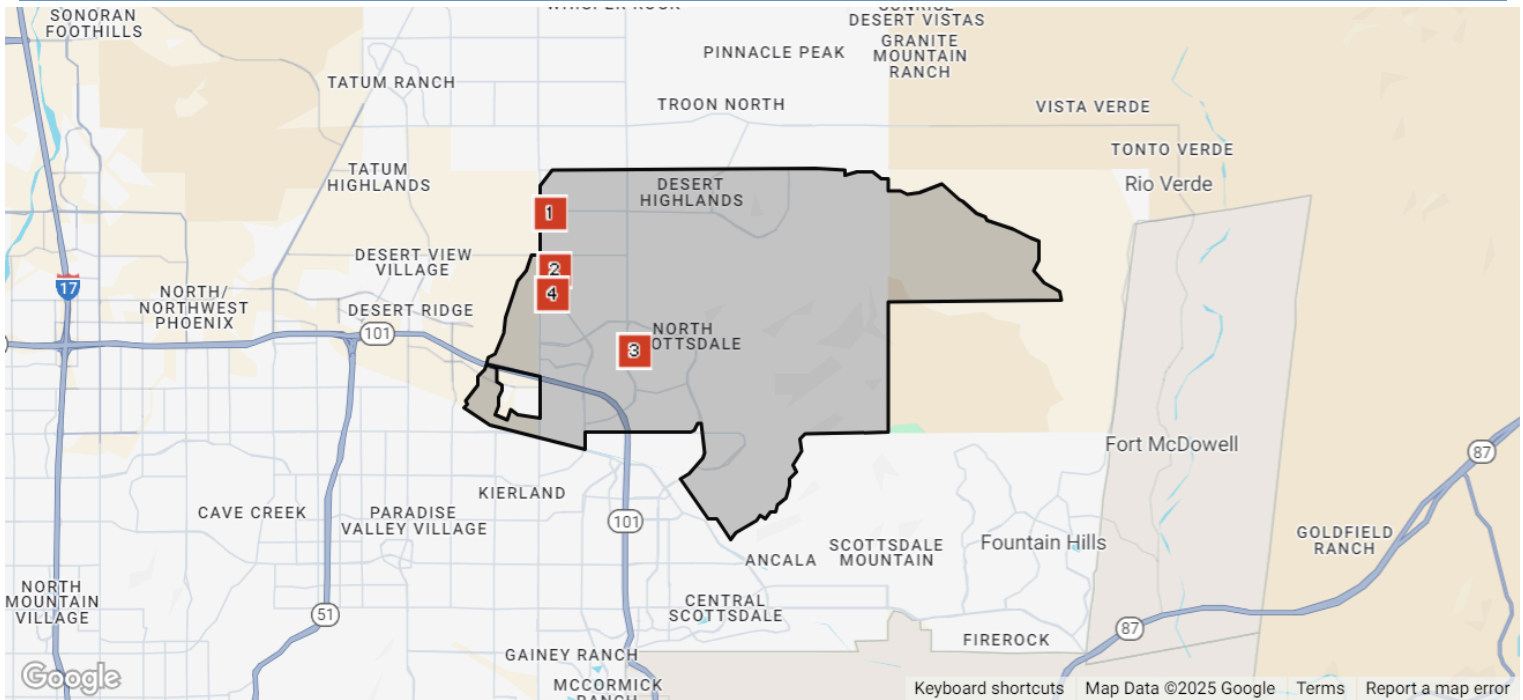 SONORAN
FOOTHILLS
DESERT VISTAS
GRANITE
MOUNTAIN
RANCH
PINNACLE PEAK
TATUM RANCH
TROON NORTH
VISTA VERDE
TONTO VERDE
Rio Verde
TATUM
HIGHLANDS
DESERT
HIGHLANDS
1
DESERT VIEW
VILLAGE
2
4
17
NORTH/
NORTHWEST
PHOENIX
DESERT RIDGE
101
NORTH
OTTSDALE
3
Fort McDowell
87
KIERLAND
CAVE CREEK
PARADISE
VALLEY VILLAGE
101
GOLDFIELD
RANCH
Fountain Hills
SCOTTSDALE
MOUNTAIN
ANCALA
NORTH
MOUNTAIN
VILLAGE
51
CENTRAL
SCOTTSDALE
87
FIREROCK
GAINEY RANCH
MCCORMICK
Google
Keyboard shortcuts Map Data ©2025 Google Terms Report a map error